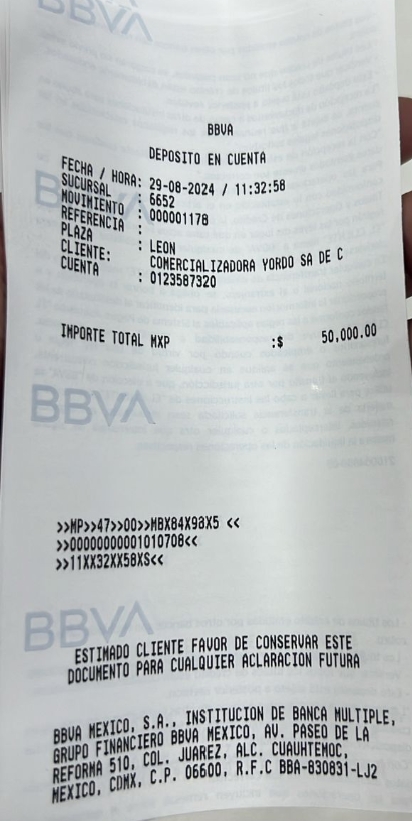 BBVA
BBVA
DEPOSITO EN CUENTA
FECHA / HORA: 29-08-2024 / 11:32:58
SUCURSAL : 6652
MOVIMIENTO : 000001178
REFERENCIA :
PLAZA : LEON
CLIENTE: COMERCIALIZADORA YORDO SA DE C
CUENTA : 0123587320
IMPORTE TOTAL MXP :$ 50,000.00
BBVA
>>MP>>47>>00>>MBX84X98X5 <<
>>00000000001010708<<
>>11XX32XX58XS<<
BBVA
ESTIMADO CLIENTE FAVOR DE CONSERVAR ESTE
DOCUMENTO PARA CUALQUIER ACLARACION FUTURA
BBVA MEXICO, S.A., INSTITUCION DE BANCA MULTIPLE,
GRUPO FINANCIERO BBVA MEXICO, AV. PASEO DE LA
REFORMA 510, COL. JUAREZ, ALC. CUAUHTEMOC,
MEXICO, CDMX, C.P. 06600, R.F.C BBA-830831-LJ2